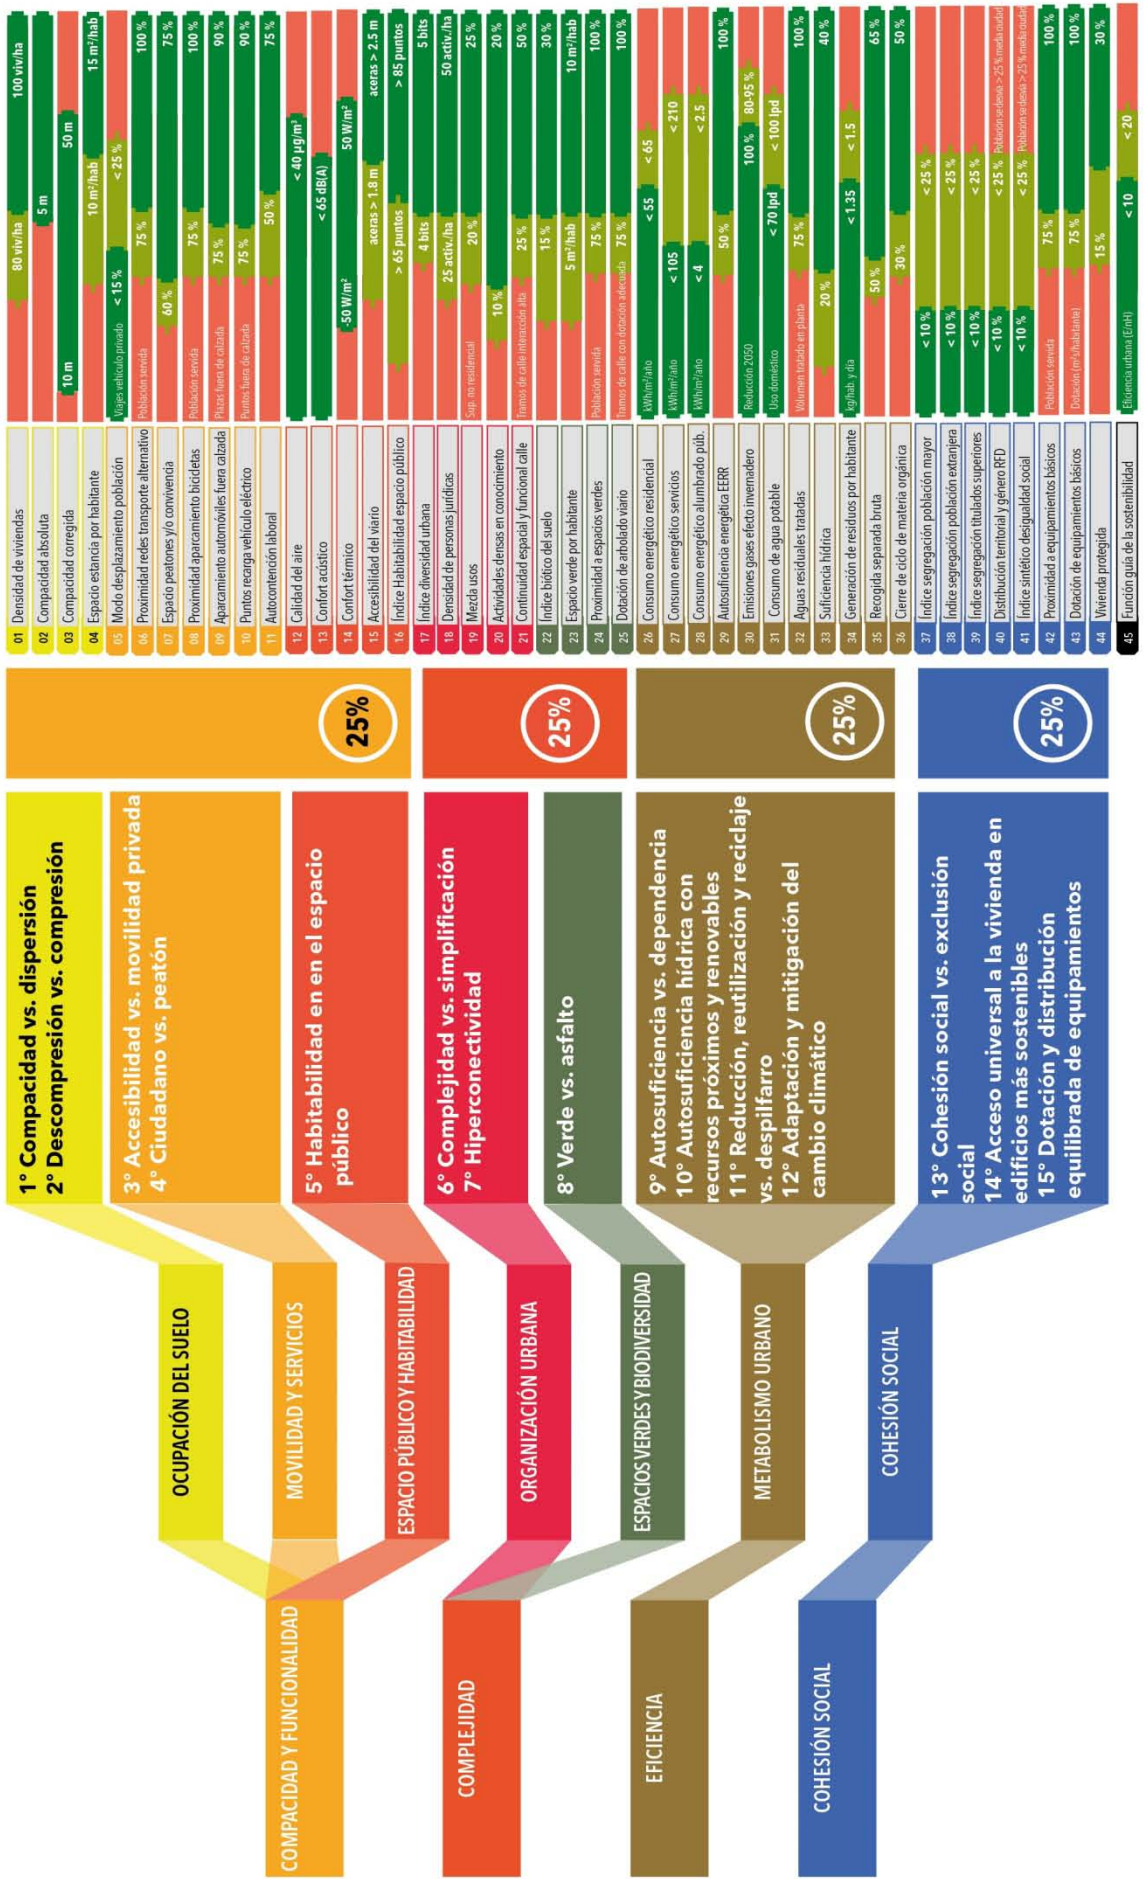 COMPACIDAD Y FUNCIONALIDAD
COMPLEJIDAD
EFICIENCIA
COHESIÓN SOCIAL
OCUPACIÓN DEL SUELO
MOVILIDAD Y SERVICIOS
ESPACIO PÚBLICO Y HABITABILIDAD
ORGANIZACIÓN URBANA
ESPACIOS VERDES Y BIODIVERSIDAD
METABOLISMO URBANO
COHESIÓN SOCIAL
1° Compacidad vs. dispersión
2° Descompresión vs. compresión
3° Accesibilidad vs. movilidad privada
4° Ciudadano vs. peatón
5° Habitabilidad en en el espacio
público
6° Complejidad vs. simplificación
7° Hiperconectividad
8° Verde vs. asfalto
9° Autosuficiencia vs. dependencia
10° Autosuficiencia hídrica con
recursos próximos y renovables
11° Reducción, reutilización y reciclaje
vs. despilfarro
12° Adaptación y mitigación del
cambio climático
13° Cohesión social vs. exclusión
social
14° Acceso universal a la vivienda en
edificios más sostenibles
15° Dotación y distribución
equilibrada de equipamientos
25%
25%
25%
25%
01 Densidad de viviendas 80 viv/ha 100 viv/ha
02 Compacidad absoluta 5 m
03 Compacidad corregida 10 m 50 m
04 Espacio estancia por habitante 10 m²/hab 15 m²/hab
05 Modo desplazamiento población Viajes vehículo privado < 15 % < 25 %
06 Proximidad redes transporte alternativo Población servida 75 % 100 %
07 Espacio peatones y/o convivencia 60 % 75 %
08 Proximidad aparcamiento bicicletas Población servida 75 % 100 %
09 Aparcamiento automóviles fuera calzada Plazas fuera de calzada 75 % 90 %
10 Puntos recarga vehículo eléctrico Puntos fuera de calzada 75 % 90 %
11 Autocontención laboral 50 % 75 %
12 Calidad del aire < 40 µg/m³
13 Confort acústico < 65 dB(A)
14 Confort térmico -50 W/m² 50 W/m²
15 Accesibilidad del viario aceras > 1.8 m aceras > 2.5 m
16 Índice Habitabilidad espacio público > 65 puntos > 85 puntos
17 Índice diversidad urbana 4 bits 5 bits
18 Densidad de personas jurídicas 25 activ./ha 50 activ./ha
19 Mezcla usos Sup. no residencial 20 % 25 %
20 Actividades densas en conocimiento 10 % 20 %
21 Continuidad espacial y funcional calle Tramos de calle interacción alta 25 % 50 %
22 Índice biótico del suelo 15 % 30 %
23 Espacio verde por habitante 5 m²/hab 10 m²/hab
24 Proximidad a espacios verdes Población servida 75 % 100 %
25 Dotación de arbolado viario Tramos de calle con dotación adecuada 75 % 100 %
26 Consumo energético residencial kWh/m²/año < 55 < 65
27 Consumo energético servicios kWh/m²/año < 105 < 210
28 Consumo energético alumbrado púb. kWh/m²/año < 4 < 2.5
29 Autosuficiencia energética EERR 50 % 100 %
30 Emisiones gases efecto invernadero Reducción 2050 100 % 80-95 %
31 Consumo de agua potable Uso doméstico < 70 lpd < 100 lpd
32 Aguas residuales tratadas Volumen tratado en planta 75 % 100 %
33 Suficiencia hídrica 20 % 40 %
34 Generación de residuos por habitante kg/hab. y día < 1.35 < 1.5
35 Recogida separada bruta 50 % 65 %
36 Cierre de ciclo de materia orgánica 30 % 50 %
37 Índice segregación población mayor < 10 % < 25 %
38 Índice segregación población extranjera < 10 % < 25 %
39 Índice segregación titulados superiores < 10 % < 25 %
40 Distribución territorial y género RFD < 10 % < 25 % Población se desvía > 25 % media ciudad
41 Índice sintético desigualdad social < 10 % < 25 % Población se desvía > 25 % media ciudad
42 Proximidad a equipamientos básicos Población servida 75 % 100 %
43 Dotación de equipamientos básicos Dotación (m²s/habitante) 75 % 100 %
44 Vivienda protegida 15 % 30 %
45 Función guía de la sostenibilidad Eficiencia urbana (E/nH) < 10 < 20